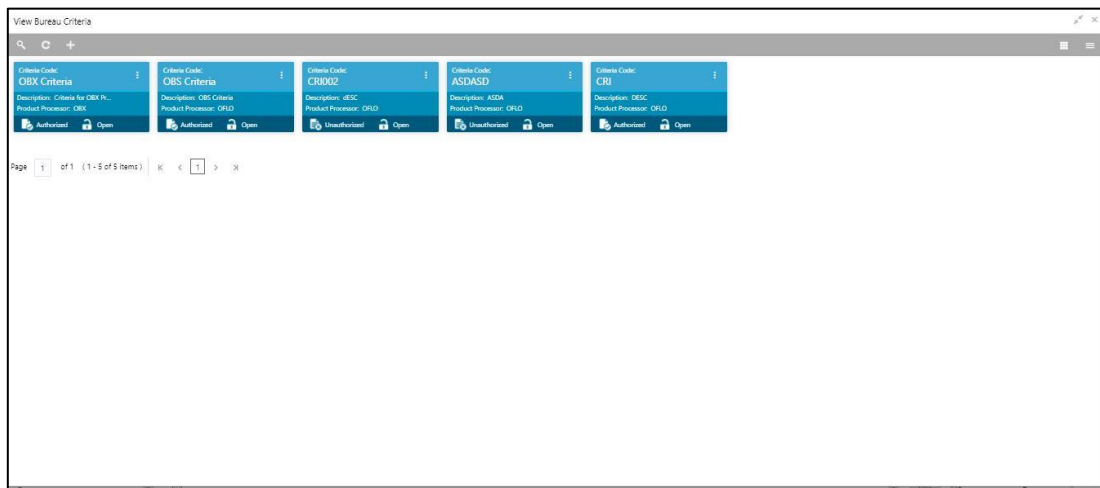 View Bureau Criteria
Criteria Code:
OBX Criteria
Description: Criteria for OBX Pr...
Product Processor: OBX
Authorized Open
Criteria Code:
OBS Criteria
Description: OBS Criteria
Product Processor: OFLO
Authorized Open
Criteria Code:
CRI002
Description: dESC
Product Processor: OFLO
Unauthorized Open
Criteria Code:
ASDASD
Description: ASDA
Product Processor: OFLO
Unauthorized Open
Criteria Code:
CRI
Description: DESC
Product Processor: OFLO
Authorized Open
Page 1 of 1 (1 - 5 of 5 items) 1